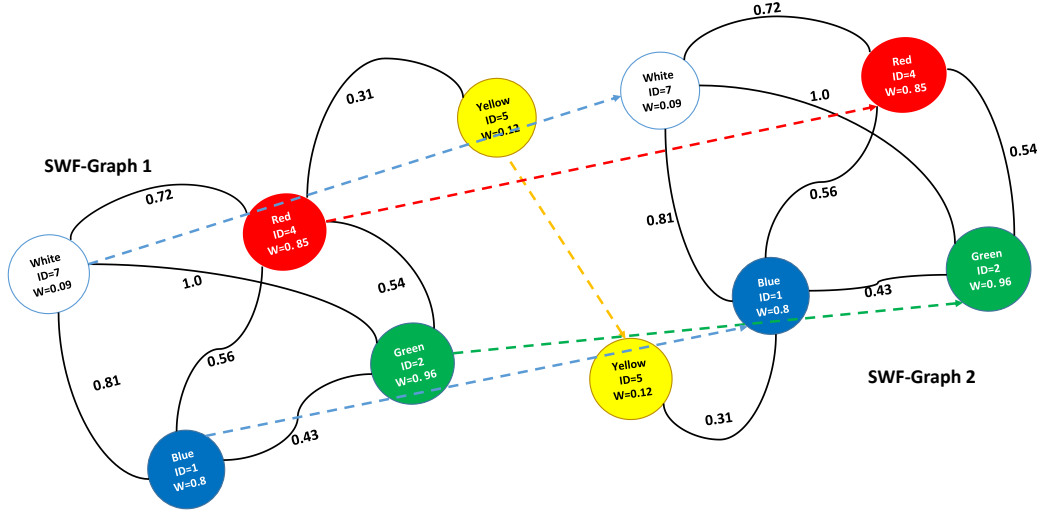 SWF-Graph 1
White
ID=7
W=0.09
0.72
Red
ID=4
W=0. 85
0.31
Yellow
ID=5
W=0.12
1.0
0.54
0.81
0.56
Green
ID=2
W=0. 96
0.43
Blue
ID=1
W=0.8
White
ID=7
W=0.09
0.72
Red
ID=4
W=0. 85
1.0
0.54
0.81
0.56
Green
ID=2
W=0. 96
Blue
ID=1
W=0.8
0.43
Yellow
ID=5
W=0.12
0.31
SWF-Graph 2